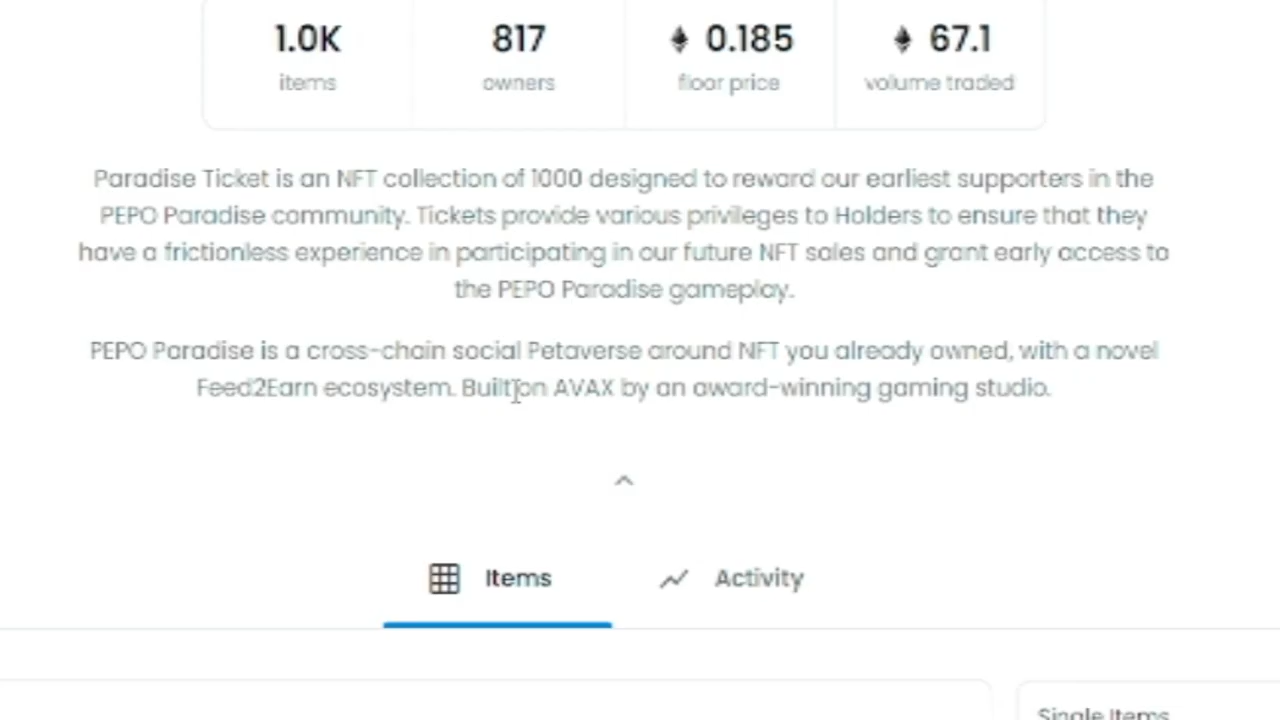 1.0K 817 0.185 67.1
items owners floor price volume traded
Paradise Ticket is an NFT collection of 1000 designed to reward our earliest supporters in the
PEPO Paradise community. Tickets provide various privileges to Holders to ensure that they
have a frictionless experience in participating in our future NFT sales and grant early access to
the PEPO Paradise gameplay.
PEPO Paradise is a cross-chain social Petaverse around NFT you already owned, with a novel
Feed2Earn ecosystem. Built on AVAX by an award-winning gaming studio.
Items Activity
Single Items